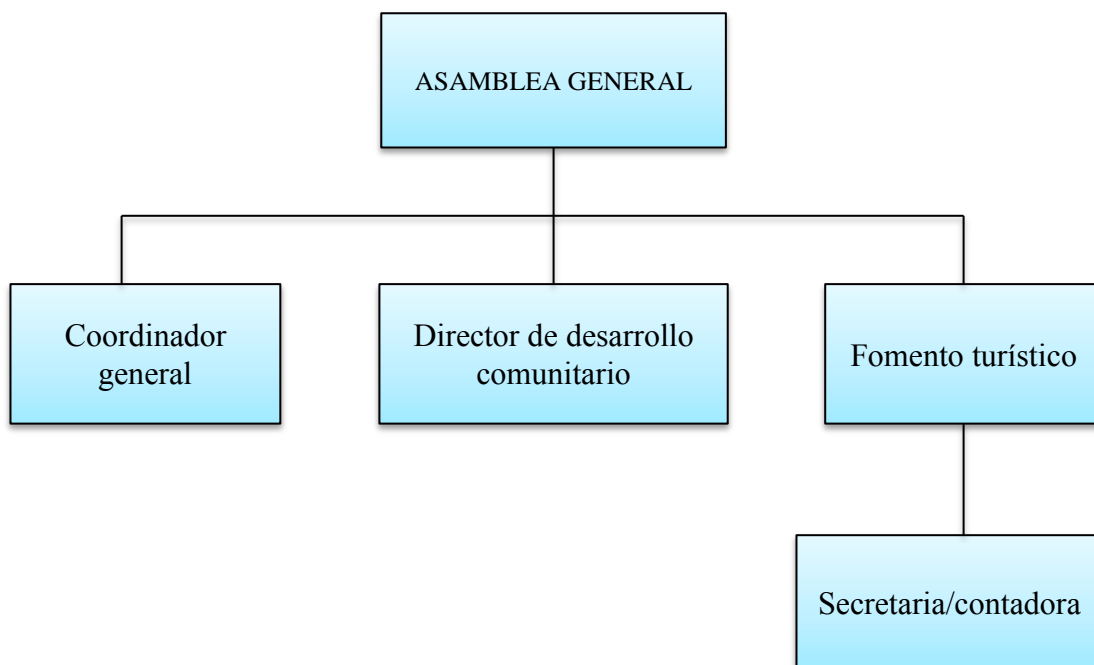 ASAMBLEA GENERAL
Coordinador
general
Director de desarrollo
comunitario
Fomento turístico
Secretaria/contadora